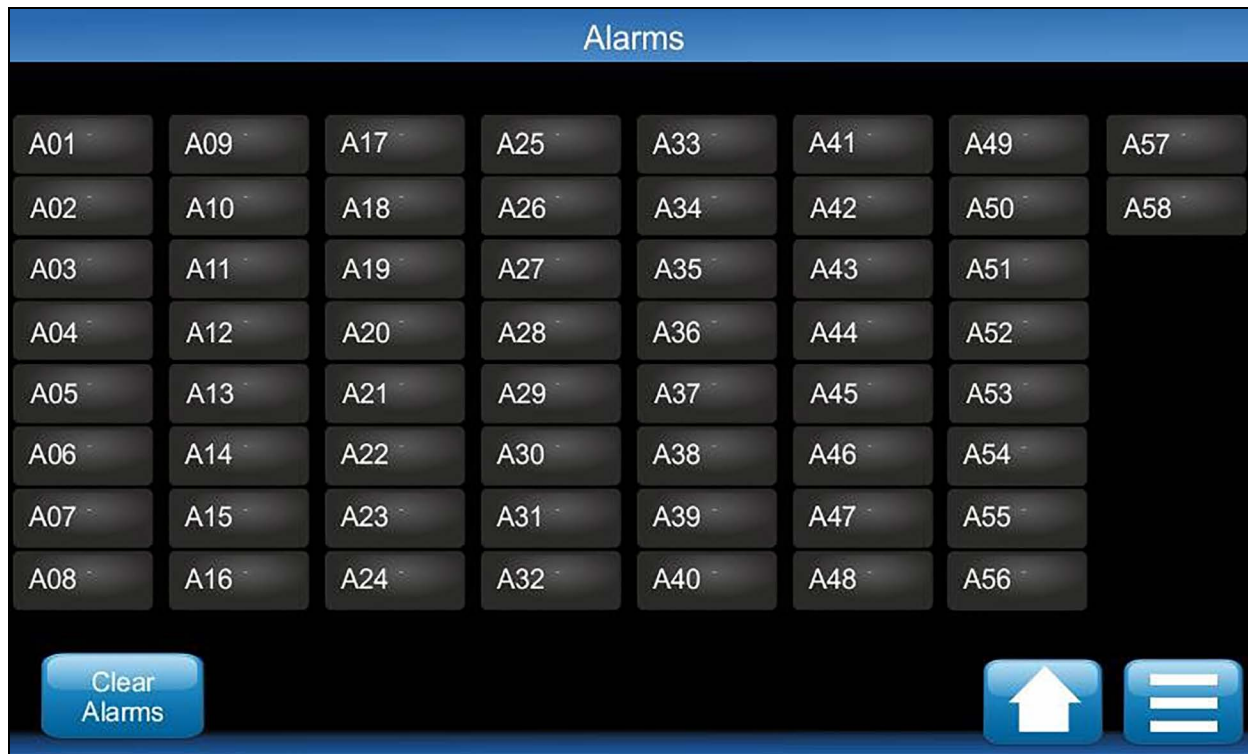 Alarms
A01 - A09 - A17 - A25 - A33 - A41 - A49 - A57 -
A02 - A10 - A18 - A26 - A34 - A42 - A50 - A58 -
A03 - A11 - A19 - A27 - A35 - A43 - A51 -
A04 - A12 - A20 - A28 - A36 - A44 - A52 -
A05 - A13 - A21 - A29 - A37 - A45 - A53 -
A06 - A14 - A22 - A30 - A38 - A46 - A54 -
A07 - A15 - A23 - A31 - A39 - A47 - A55 -
A08 - A16 - A24 - A32 - A40 - A48 - A56 -
Clear
Alarms